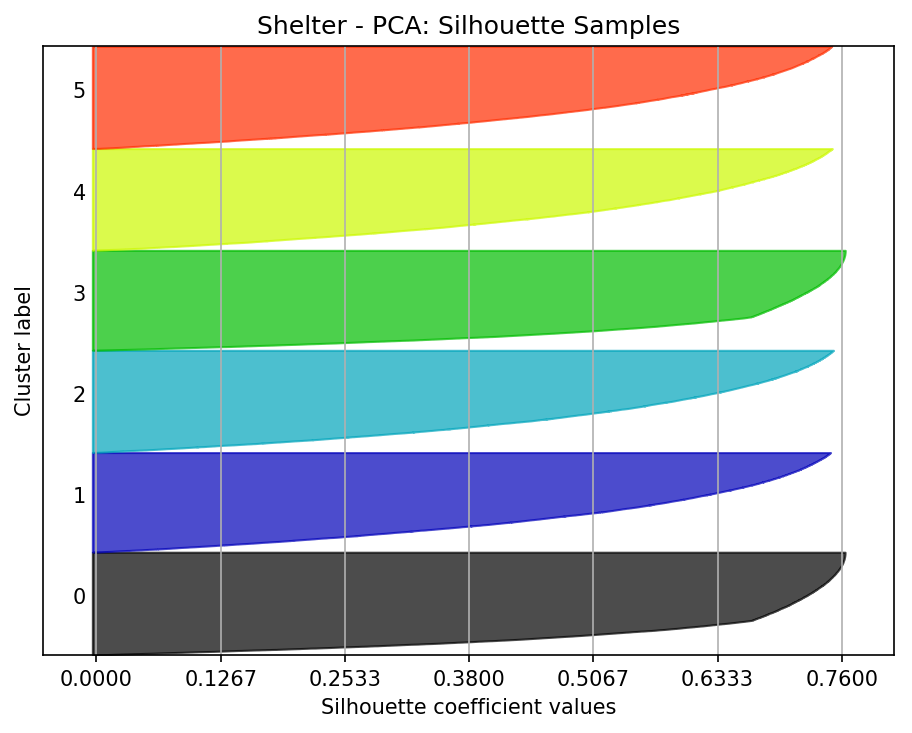 Shelter - PCA: Silhouette Samples
Cluster label
5
4
3
2
1
0
0.0000 0.1267 0.2533 0.3800 0.5067 0.6333 0.7600
Silhouette coefficient values